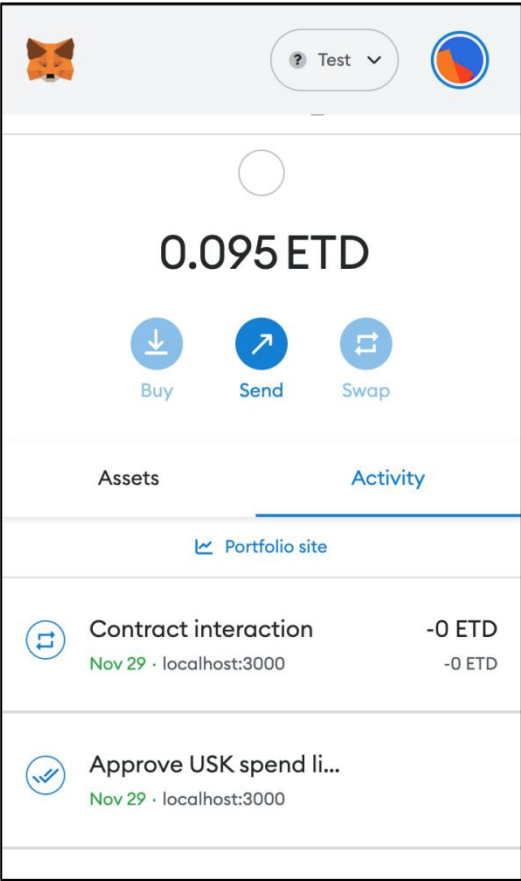 ? Test
0.095 ETD
Buy Send Swap
Assets Activity
Portfolio site
Contract interaction -0 ETD
Nov 29 · localhost:3000 -0 ETD
Approve USK spend li...
Nov 29 · localhost:3000